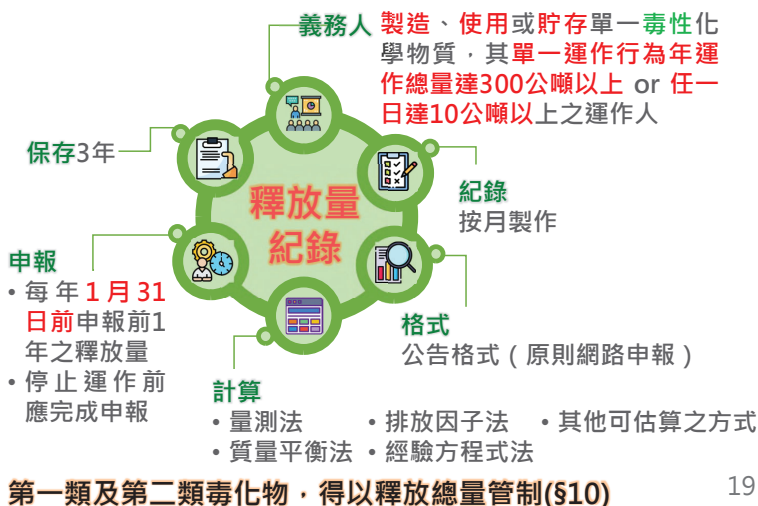 義務人
製造、使用或貯存單一毒性化
學物質，其單一運作行為年運
作總量達300公噸以上 or 任一
日達10公噸以上之運作人
保存3年
釋放量
紀錄
紀錄
按月製作
申報
• 每年1月31
日前申報前1
年之釋放量
• 停止運作前
應完成申報
格式
公告格式（原則網路申報）
計算
• 量測法 • 排放因子法 • 其他可估算之方式
• 質量平衡法 • 經驗方程式法
第一類及第二類毒化物，得以釋放總量管制(§10)
19